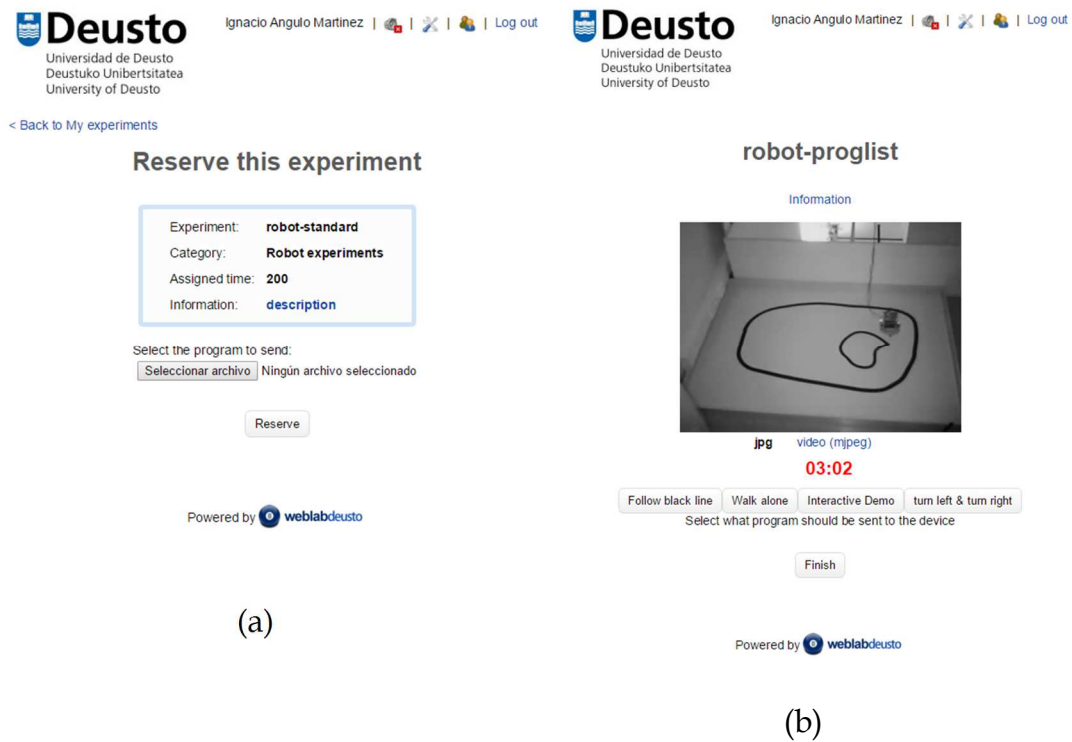 Deusto
Universidad de Deusto
Deustuko Unibertsitatea
University of Deusto
Ignacio Angulo Martinez | | | | Log out
< Back to My experiments
Reserve this experiment
Experiment: robot-standard
Category: Robot experiments
Assigned time: 200
Information: description
Select the program to send:
Seleccionar archivo Ningún archivo seleccionado
Reserve
Powered by weblabdeusto
(a)
Deusto
Universidad de Deusto
Deustuko Unibertsitatea
University of Deusto
Ignacio Angulo Martinez | | | | Log out
robot-proglist
Information
jpg video (mjpeg)
03:02
Follow black line Walk alone Interactive Demo turn left & turn right
Select what program should be sent to the device
Finish
Powered by weblabdeusto
(b)